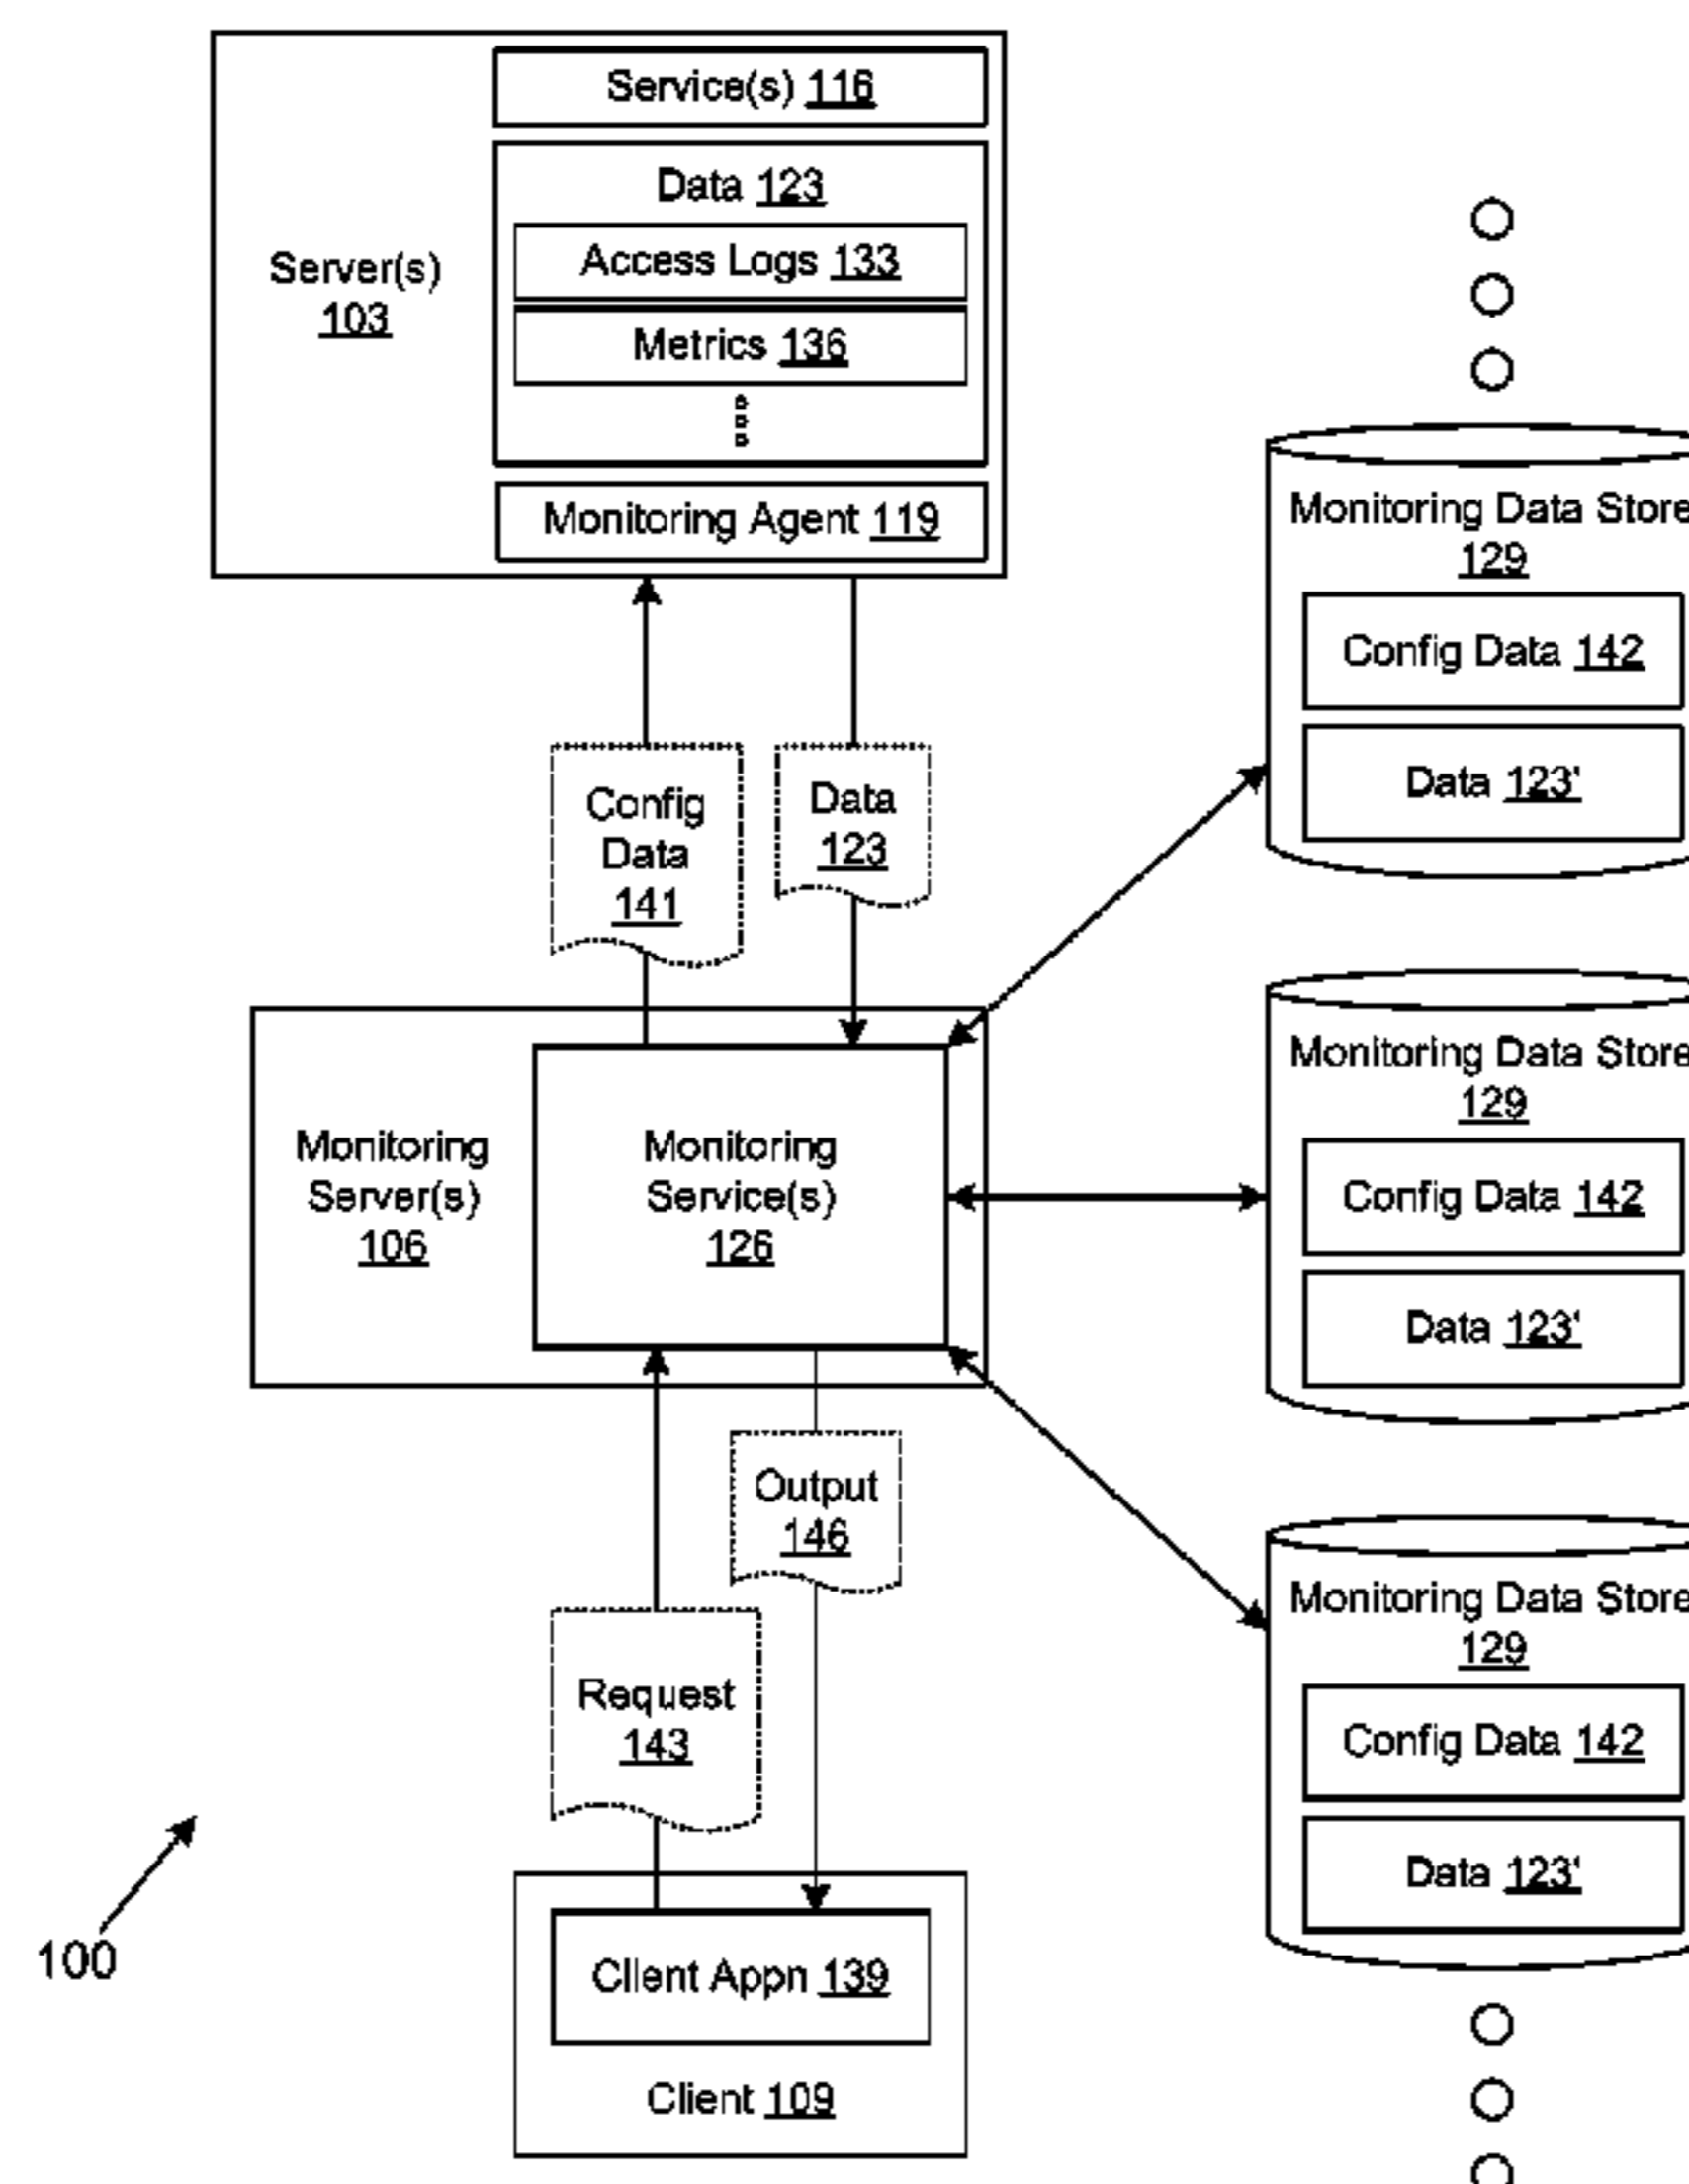 Service(s) 116
Data 123
Access Logs 133
Metrics 136
Monitoring Agent 119
Server(s)
103
Config
Data
141
Data
123
Monitoring
Server(s)
106
Monitoring
Service(s)
126
Output
146
Request
143
Client Appn 139
Client 109
100
Monitoring Data Store
129
Config Data 142
Data 123'
Monitoring Data Store
129
Config Data 142
Data 123'
Monitoring Data Store
129
Config Data 142
Data 123'